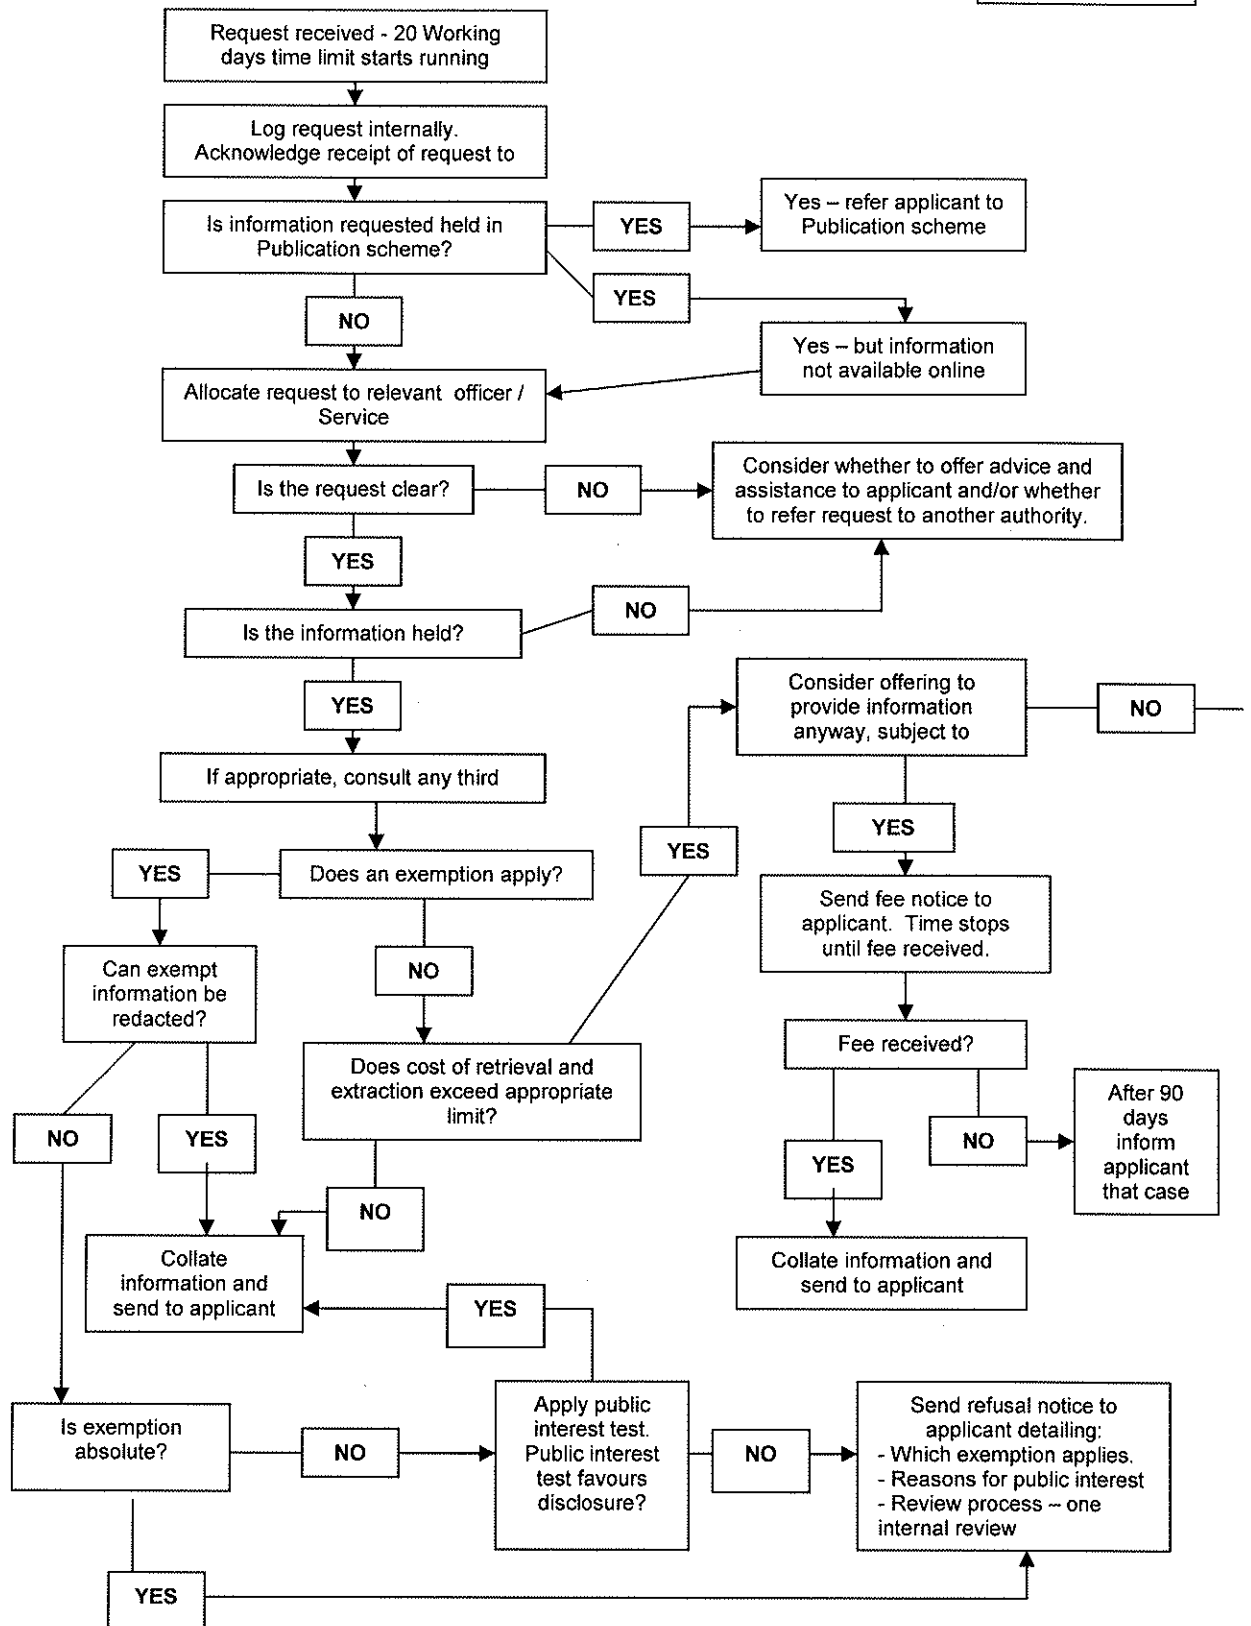 Request received - 20 Working
days time limit starts running
Log request internally.
Acknowledge receipt of request to
Is information requested held in
Publication scheme?
YES
Yes – refer applicant to
Publication scheme
YES
NO
Yes – but information
not available online
Allocate request to relevant officer /
Service
Is the request clear?
NO
Consider whether to offer advice and
assistance to applicant and/or whether
to refer request to another authority.
YES
Is the information held?
NO
YES
Consider offering to
provide information
anyway, subject to
NO
If appropriate, consult any third
YES
YES
Does an exemption apply?
YES
Send fee notice to
applicant. Time stops
until fee received.
Can exempt
information be
redacted?
NO
Fee received?
Does cost of retrieval and
extraction exceed appropriate
limit?
After 90
days
inform
applicant
that case
NO
YES
NO
YES
NO
Collate
information and
send to applicant
Collate information and
send to applicant
YES
Is exemption
absolute?
NO
Apply public
interest test.
Public interest
test favours
disclosure?
NO
Send refusal notice to
applicant detailing:
- Which exemption applies.
- Reasons for public interest
- Review process – one
internal review
YES